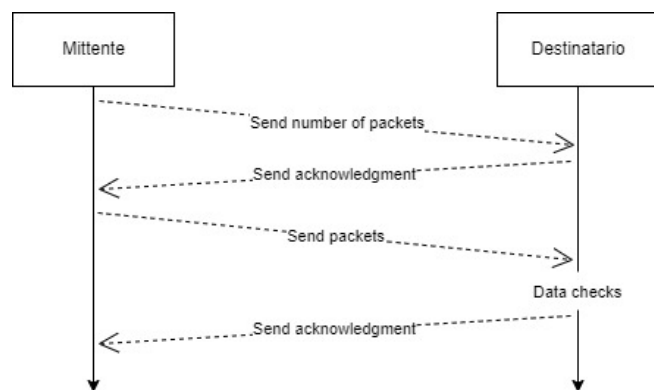 Mittente
Destinatario
Send number of packets
Send acknowledgment
Send packets
Data checks
Send acknowledgment